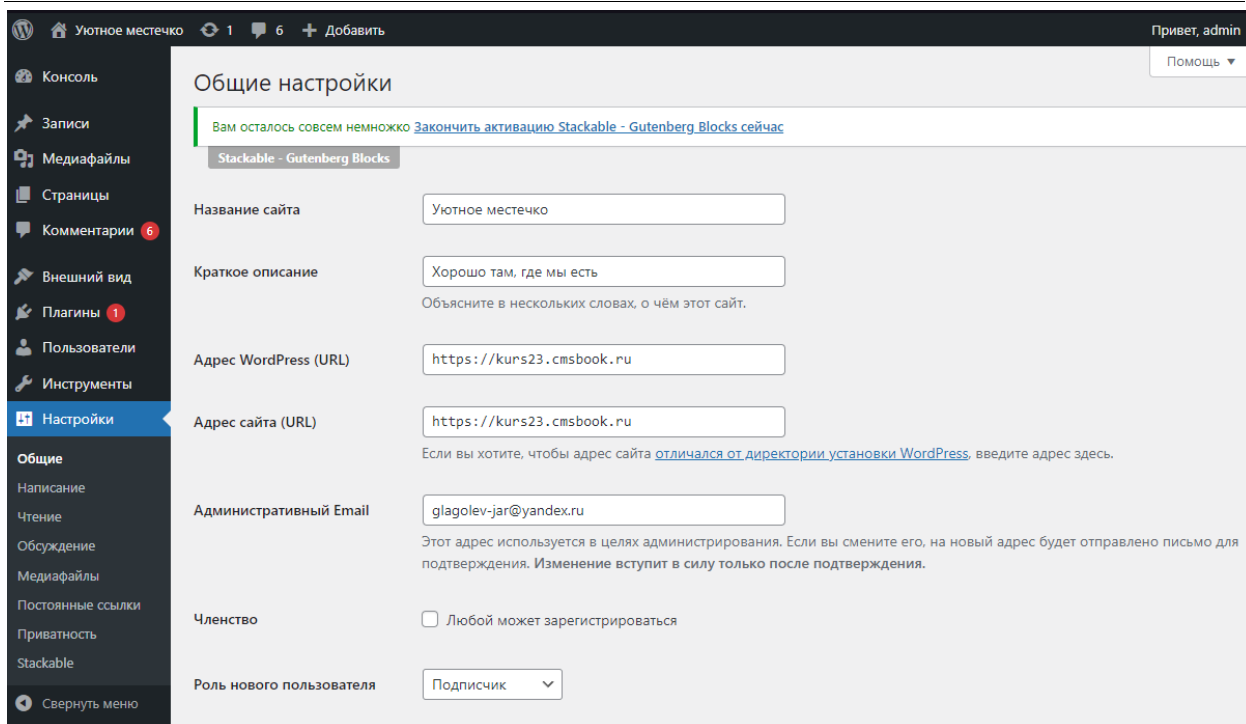 Уютное местечко 1 6 Добавить Привет, admin
Помощь
Консоль
Записи
Медиафайлы
Страницы
Комментарии 6
Внешний вид
Плагины 1
Пользователи
Инструменты
Настройки
Общие
Написание
Чтение
Обсуждение
Медиафайлы
Постоянные ссылки
Приватность
Stackable
Свернуть меню
Общие настройки
Вам осталось совсем немножко Закончить активацию Stackable - Gutenberg Blocks сейчас
Stackable - Gutenberg Blocks
Название сайта Уютное местечко
Краткое описание Хорошо там, где мы есть
Объясните в нескольких словах, о чём этот сайт.
Адрес WordPress (URL) https://kurs23.cmsbook.ru
Адрес сайта (URL) https://kurs23.cmsbook.ru
Если вы хотите, чтобы адрес сайта отличался от директории установки WordPress, введите адрес здесь.
Административный Email glagolev-jar@yandex.ru
Этот адрес используется в целях администрирования. Если вы смените его, на новый адрес будет отправлено письмо для
подтверждения. Изменение вступит в силу только после подтверждения.
Членство Любой может зарегистрироваться
Роль нового пользователя Подписчик